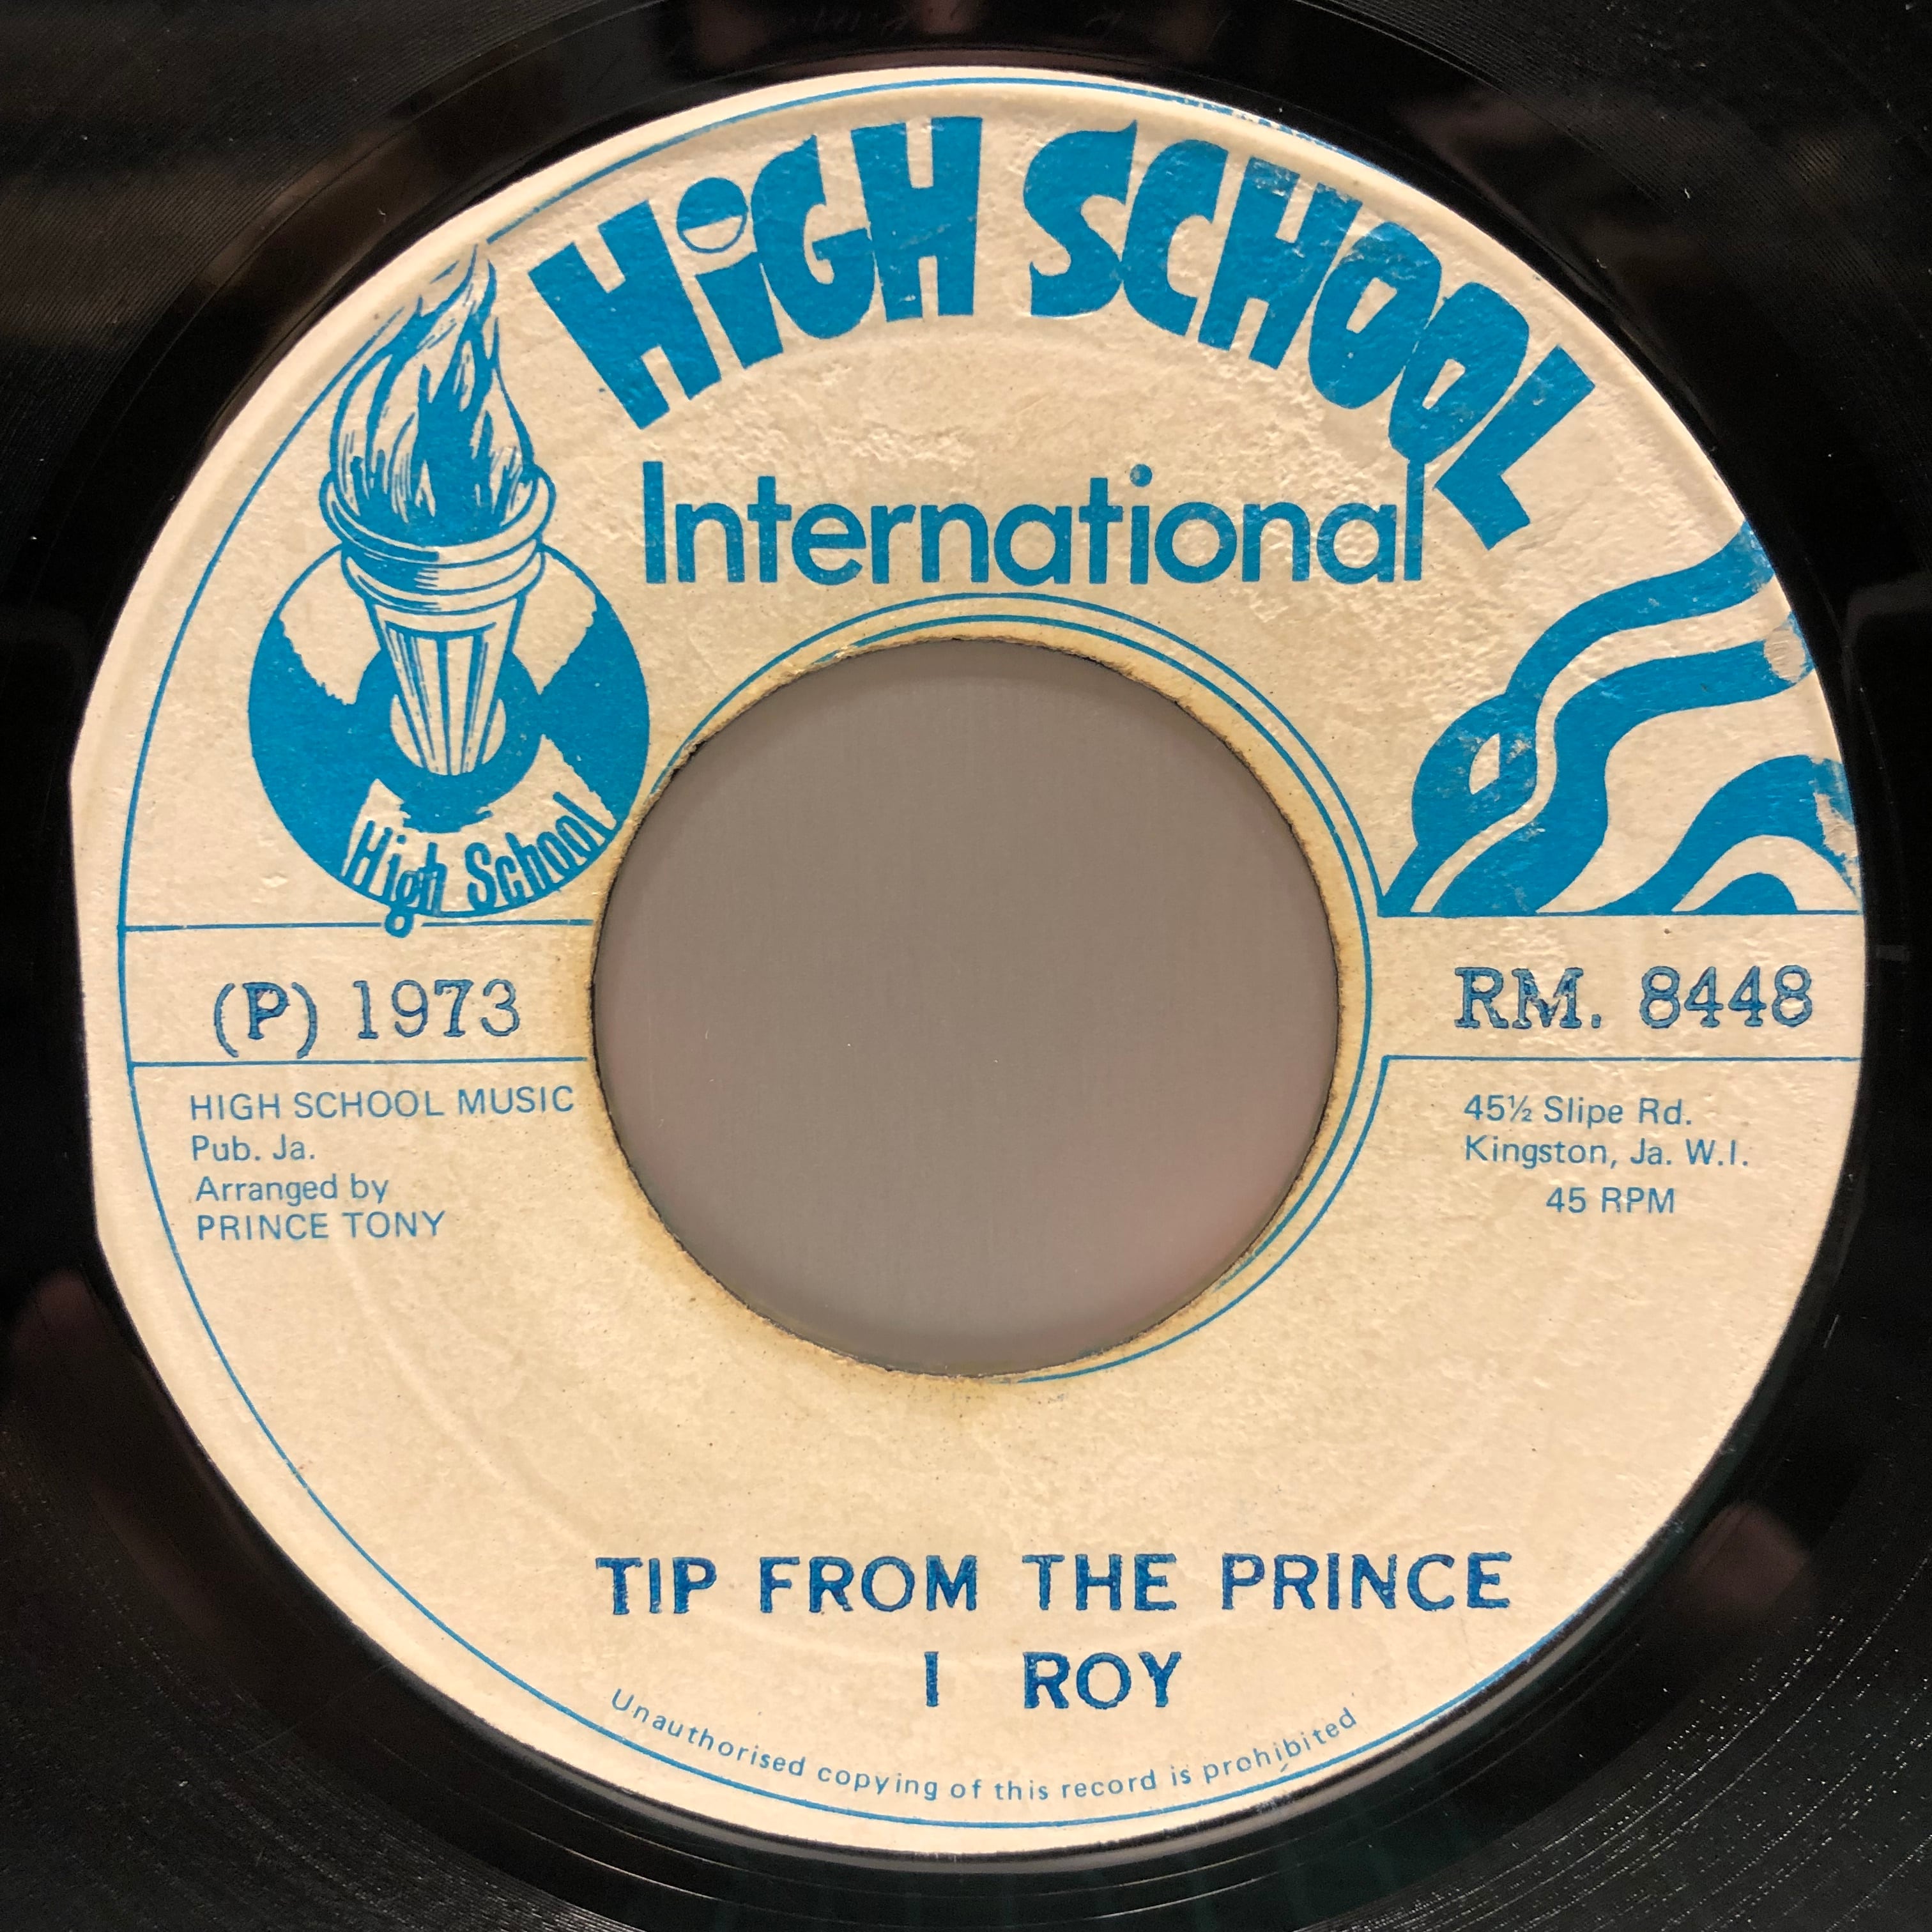 HiGH SCHOOL
International
High School
(P) 1973
RM. 8448
HIGH SCHOOL MUSIC
Pub. Ja.
Arranged by
PRINCE TONY
45½ Slipe Rd.
Kingston, Ja. W.I.
45 RPM
TIP FROM THE PRINCE
I ROY
Unauthorised copying of this record is prohibited